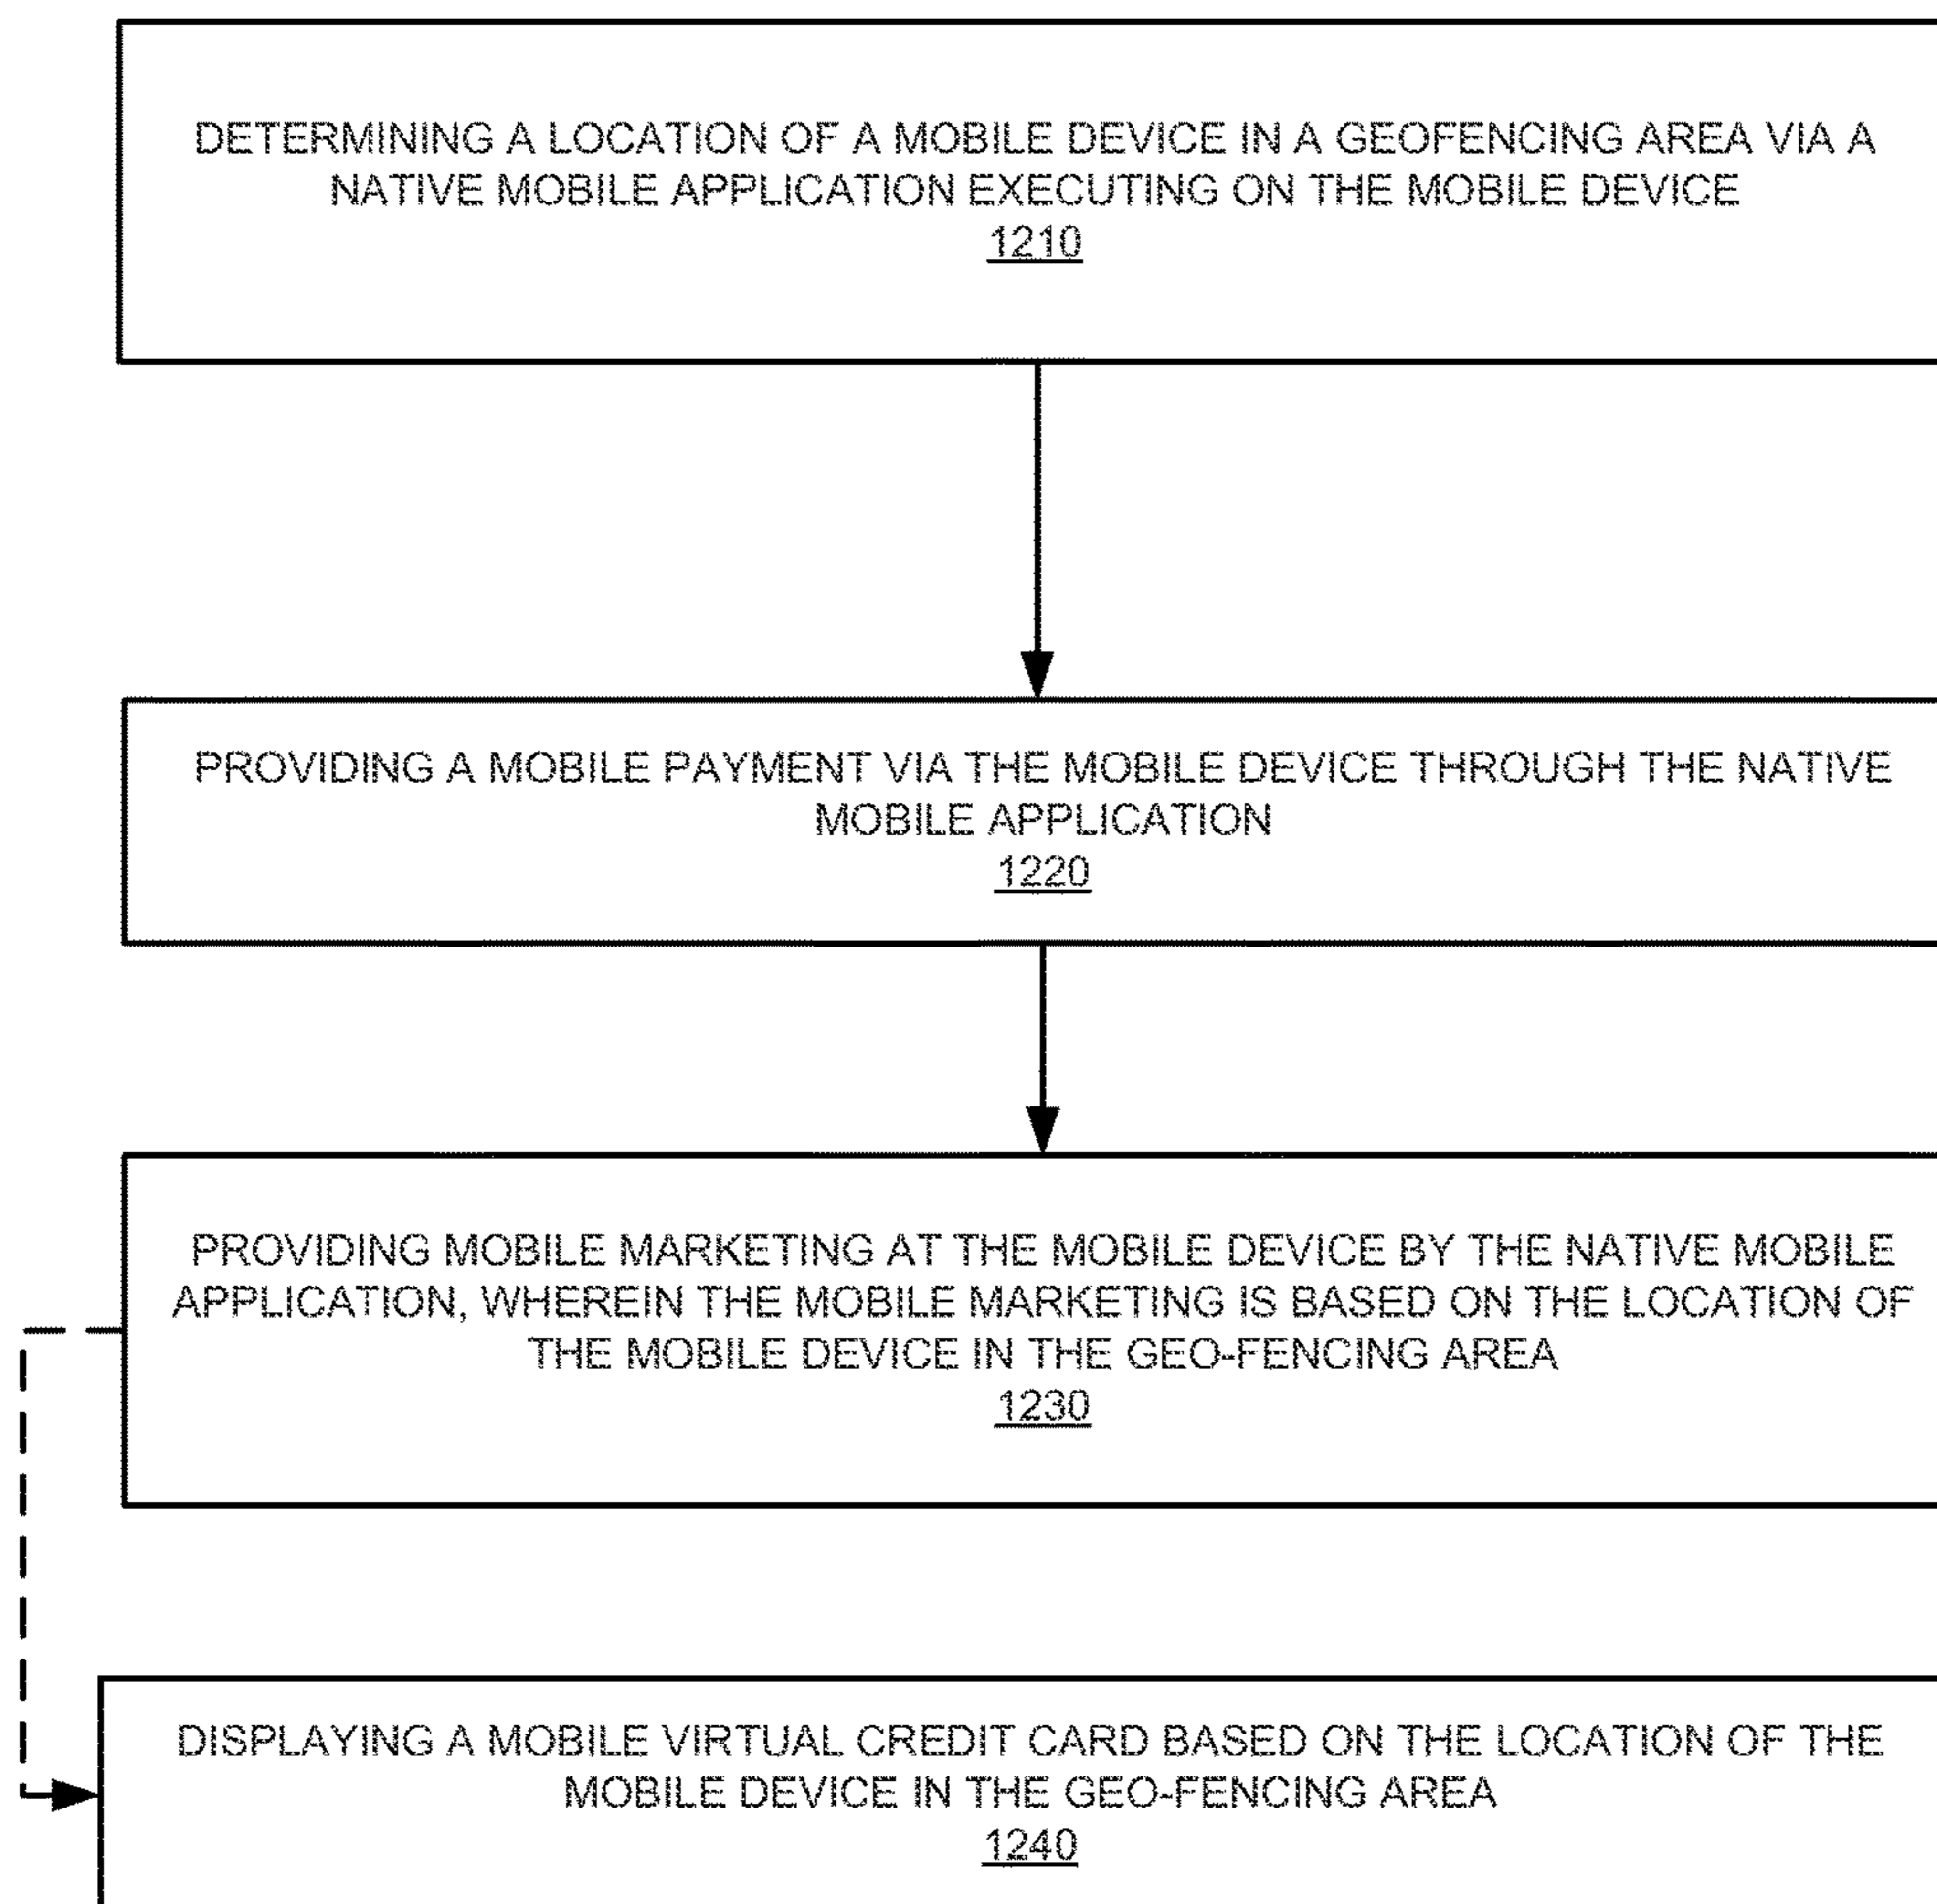 DETERMINING A LOCATION OF A MOBILE DEVICE IN A GEOFENCING AREA VIA A
NATIVE MOBILE APPLICATION EXECUTING ON THE MOBILE DEVICE
1210
PROVIDING A MOBILE PAYMENT VIA THE MOBILE DEVICE THROUGH THE NATIVE
MOBILE APPLICATION
1220
PROVIDING MOBILE MARKETING AT THE MOBILE DEVICE BY THE NATIVE MOBILE
APPLICATION, WHEREIN THE MOBILE MARKETING IS BASED ON THE LOCATION OF
THE MOBILE DEVICE IN THE GEO-FENCING AREA
1230
DISPLAYING A MOBILE VIRTUAL CREDIT CARD BASED ON THE LOCATION OF THE
MOBILE DEVICE IN THE GEO-FENCING AREA
1240